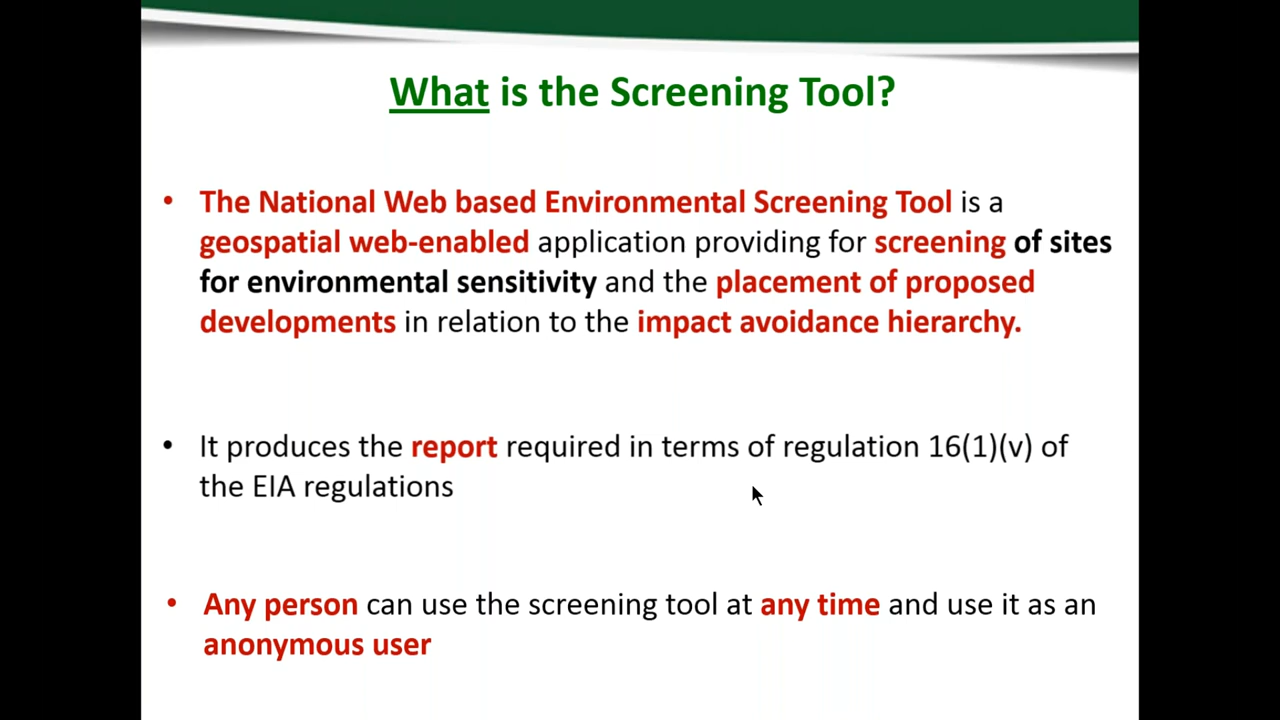 What is the Screening Tool?
• The National Web based Environmental Screening Tool is a
geospatial web-enabled application providing for screening of sites
for environmental sensitivity and the placement of proposed
developments in relation to the impact avoidance hierarchy.
• It produces the report required in terms of regulation 16(1)(v) of
the EIA regulations
• Any person can use the screening tool at any time and use it as an
anonymous user